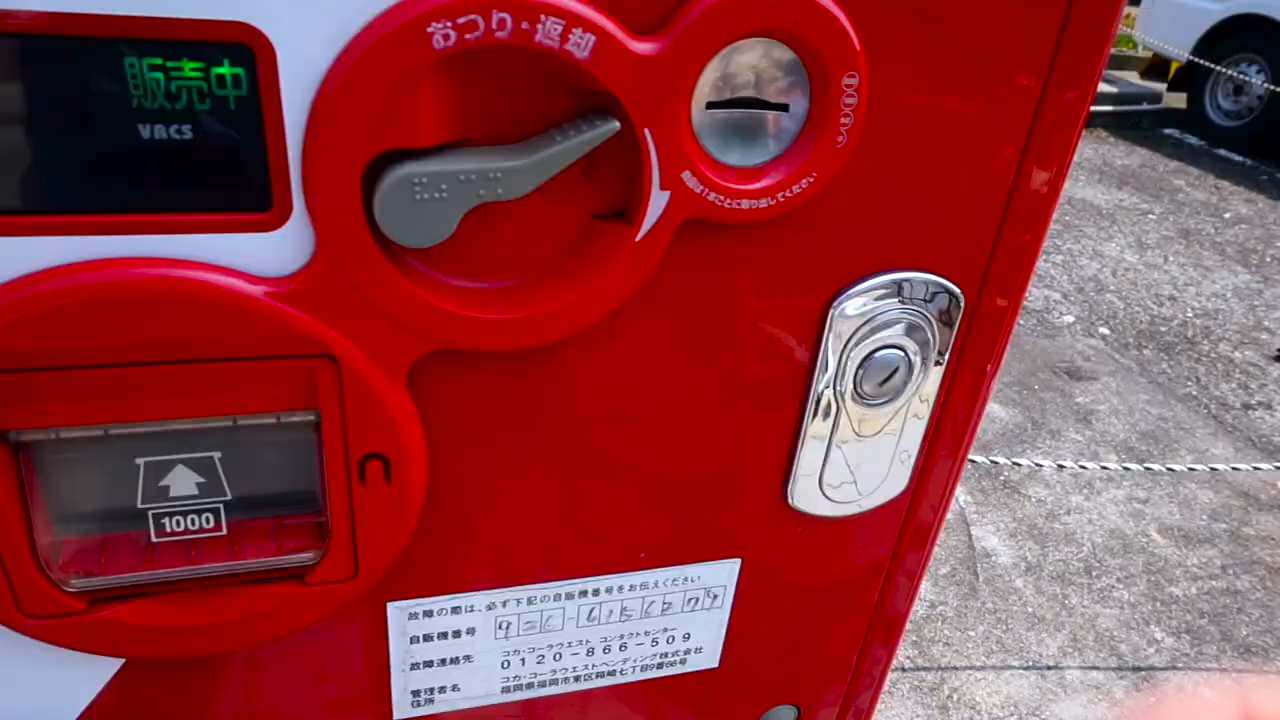 おつり・返却
販売中
VACS
1000
故障の際は、必ず下記の自販機番号をお伝えください
自販機番号
コカ・コーラウエスト コンタクトセンター
故障連絡先 0120-866-509
管理者名 コカ・コーラウエストベンディング株式会社
住所 福岡県福岡市東区箱崎七丁目9番66号